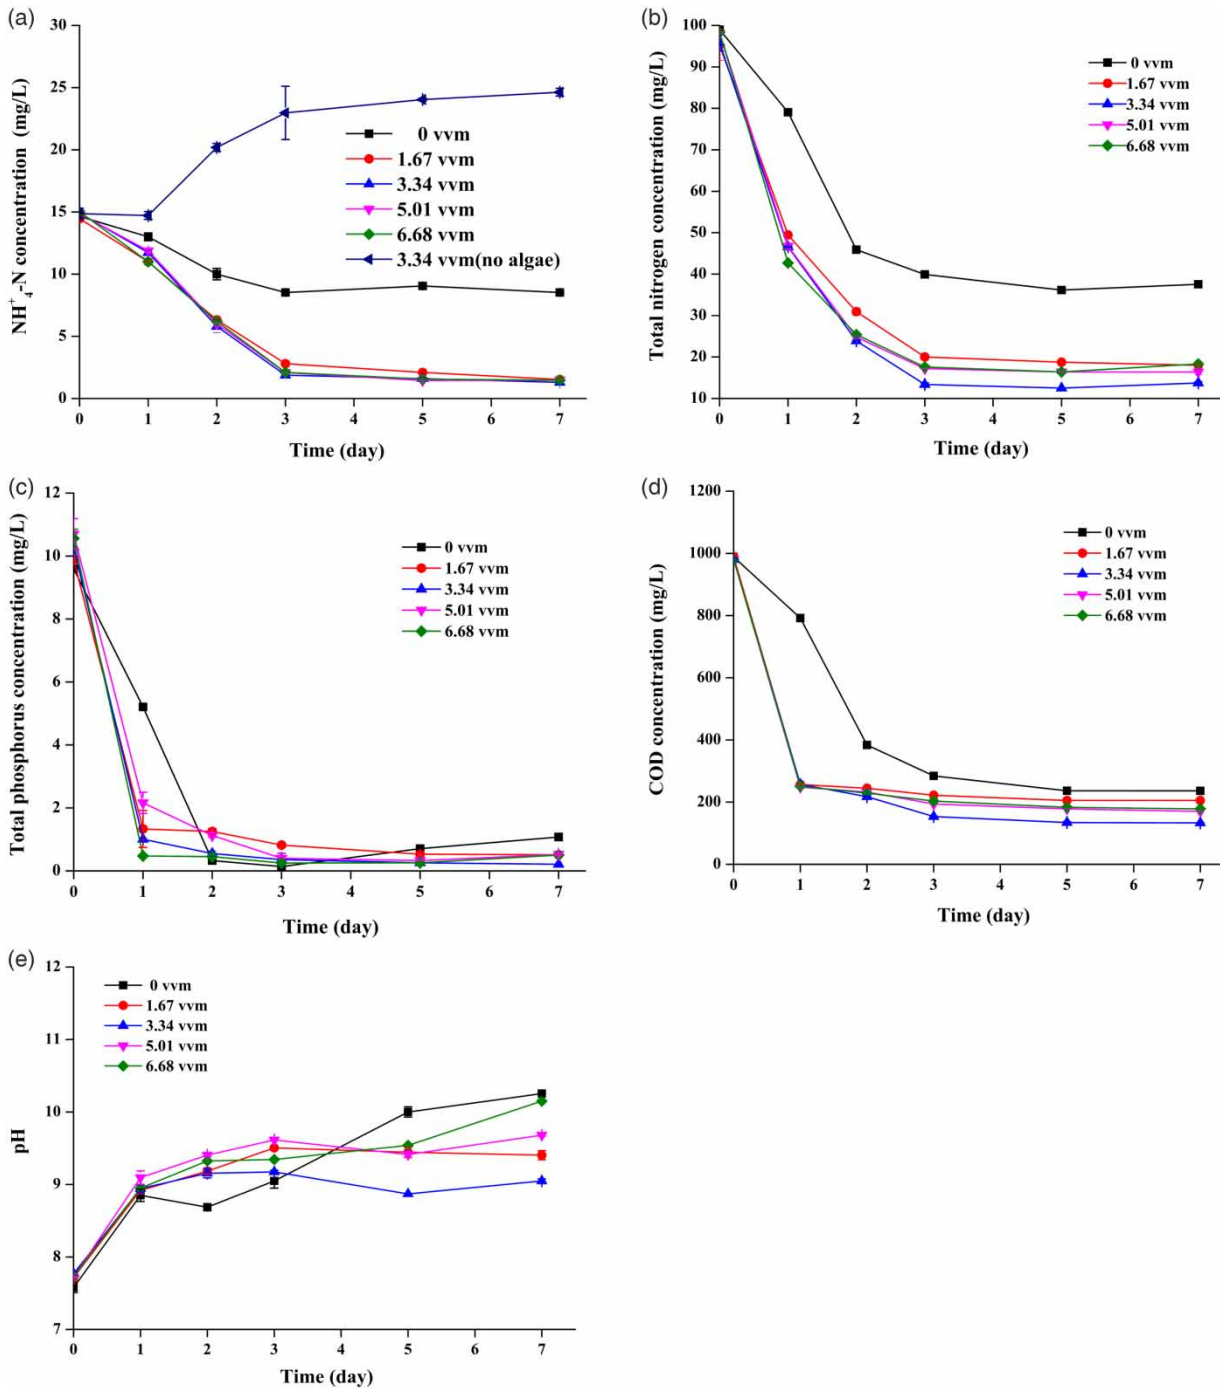 (a)
30
25
20
15
10
5
0
NH+4-N concentration (mg/L)
0 vvm
1.67 vvm
3.34 vvm
5.01 vvm
6.68 vvm
3.34 vvm(no algae)
0 1 2 3 4 5 6 7
Time (day)
(b)
100
90
80
70
60
50
40
30
20
10
Total nitrogen concentration (mg/L)
0 vvm
1.67 vvm
3.34 vvm
5.01 vvm
6.68 vvm
0 1 2 3 4 5 6 7
Time (day)
(c)
12
10
8
6
4
2
0
Total phosphorus concentration (mg/L)
0 vvm
1.67 vvm
3.34 vvm
5.01 vvm
6.68 vvm
0 1 2 3 4 5 6 7
Time (day)
(d)
1200
1000
800
600
400
200
0
COD concentration (mg/L)
0 vvm
1.67 vvm
3.34 vvm
5.01 vvm
6.68 vvm
0 1 2 3 4 5 6 7
Time (day)
(e)
12
11
10
9
8
7
pH
0 vvm
1.67 vvm
3.34 vvm
5.01 vvm
6.68 vvm
0 1 2 3 4 5 6 7
Time (day)